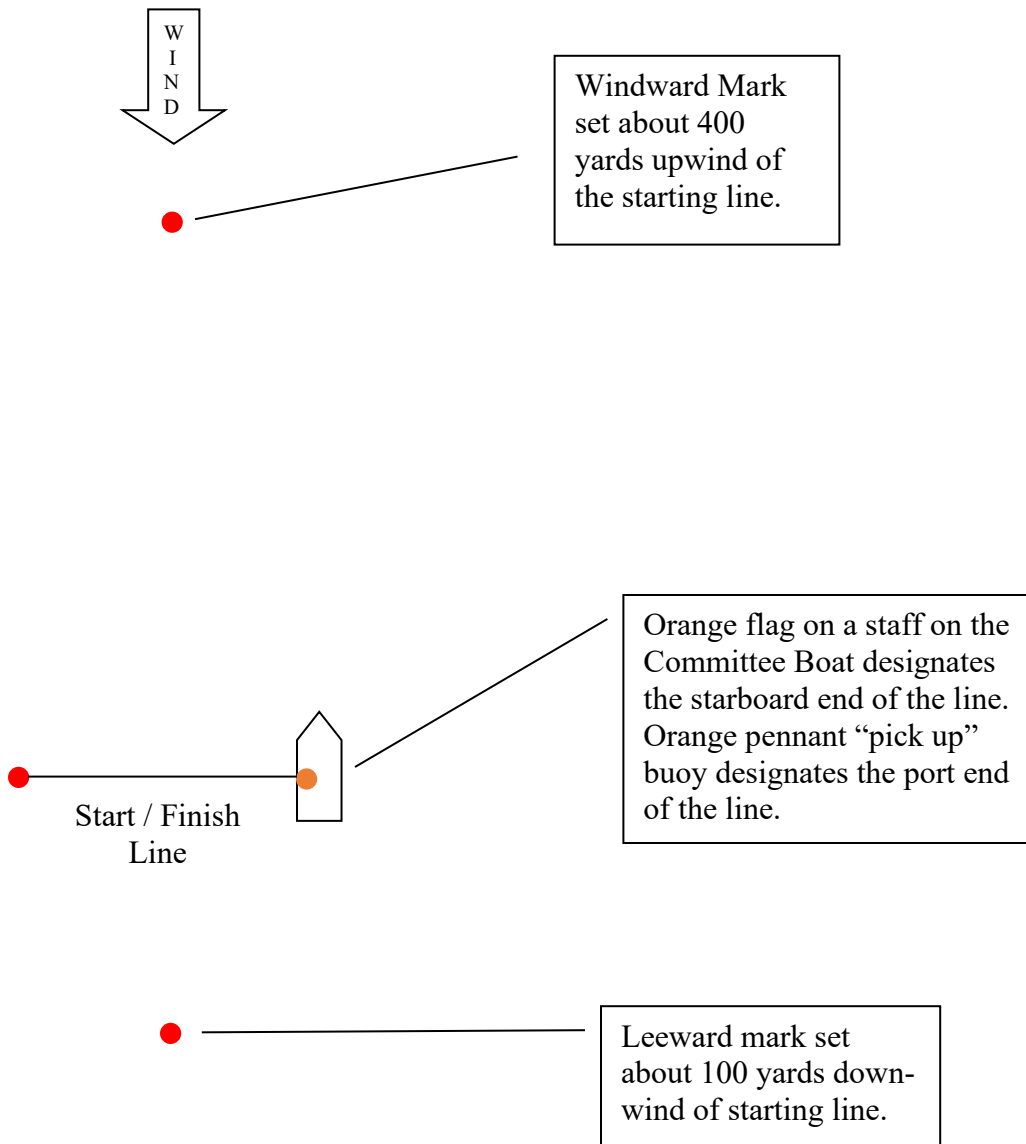 W
I
N
D
Windward Mark
set about 400
yards upwind of
the starting line.
Orange flag on a staff on the
Committee Boat designates
the starboard end of the line.
Orange pennant “pick up”
buoy designates the port end
of the line.
Start / Finish
Line
Leeward mark set
about 100 yards down-
wind of starting line.